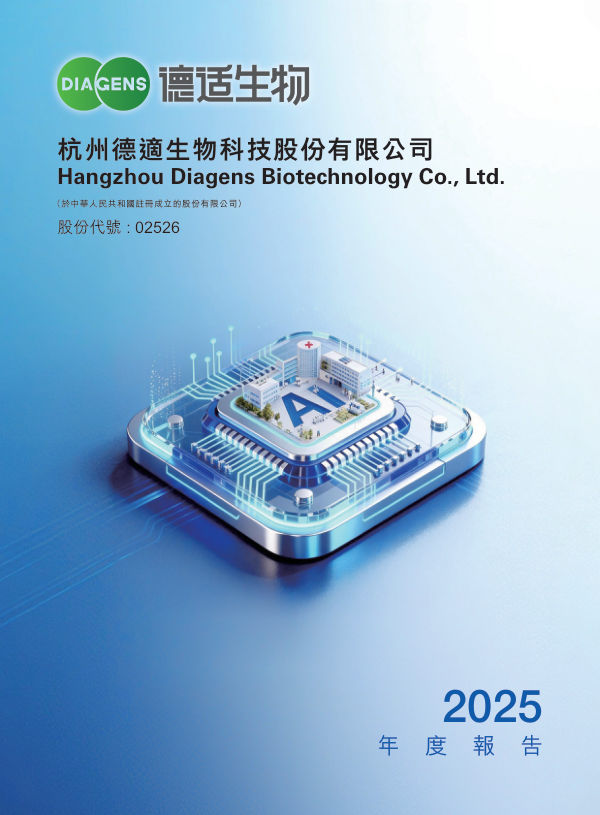 DIAGENS 德适生物
杭州德適生物科技股份有限公司
Hangzhou Diagens Biotechnology Co., Ltd.
（於中華人民共和國註冊成立的股份有限公司）
股份代號 : 02526
AI
2025
年度報告